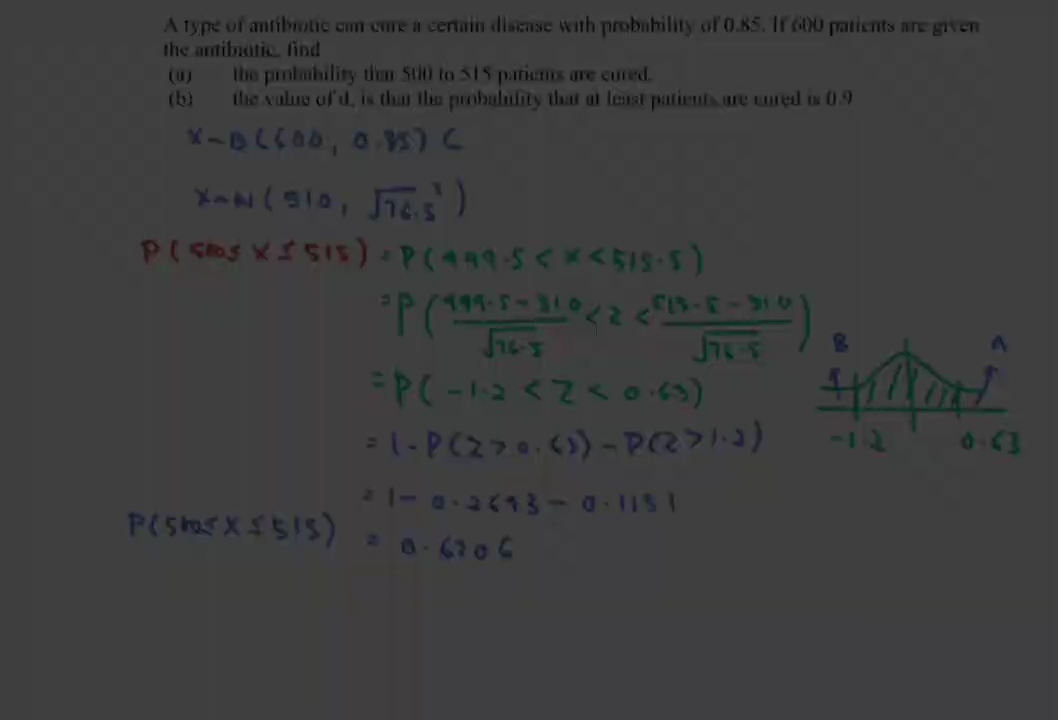 A type of antibiotic can cure a certain disease with probability of 0.85. If 600 patients are given
the antibiotic, find
(a) the probability that 500 to 515 patients are cured.
(b) the value of d, is that the probability that at least patients are cured is 0.9
X~B(600, 0.85) C
X~N(510, √76.5²)
P(500≤X≤515) = P(499.5<X<515.5)
=P(499.5-510/√76.5 <Z< 515.5-510/√76.5)
=P(-1.2<Z<0.63)
B A
-1.2 0.63
=1-P(Z>0.63)-P(Z>1.2)
=1-0.2643-0.1151
P(500≤X≤515) = 0.6206